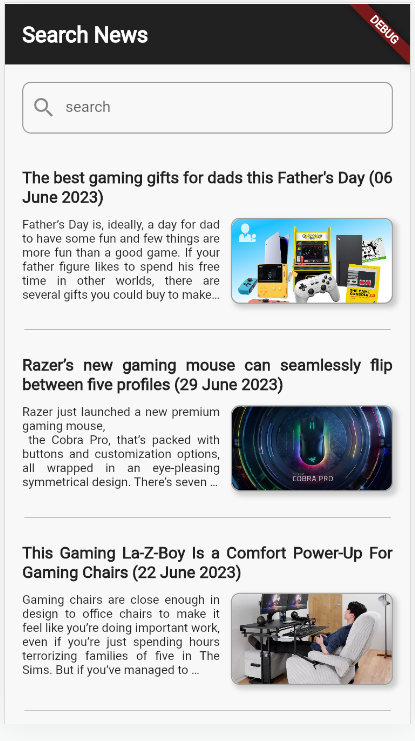 Search News
DEBUG
search
The best gaming gifts for dads this Father's Day (06
June 2023)
Father's Day is, ideally, a day for dad
to have some fun and few things are
more fun than a good game. If your
father figure likes to spend his free
time in other worlds, there are
several gifts you could buy to make...
Razer's new gaming mouse can seamlessly flip
between five profiles (29 June 2023)
Razer just launched a new premium
gaming mouse,
the Cobra Pro, that's packed with
buttons and customization options,
all wrapped in an eye-pleasing
symmetrical design. There's seven ...
COBRA PRO
This Gaming La-Z-Boy Is a Comfort Power-Up For
Gaming Chairs (22 June 2023)
Gaming chairs are close enough in
design to office chairs to make it
feel like you're doing important work,
even if you're just spending hours
terrorizing families of five in The
Sims. But if you've managed to ...